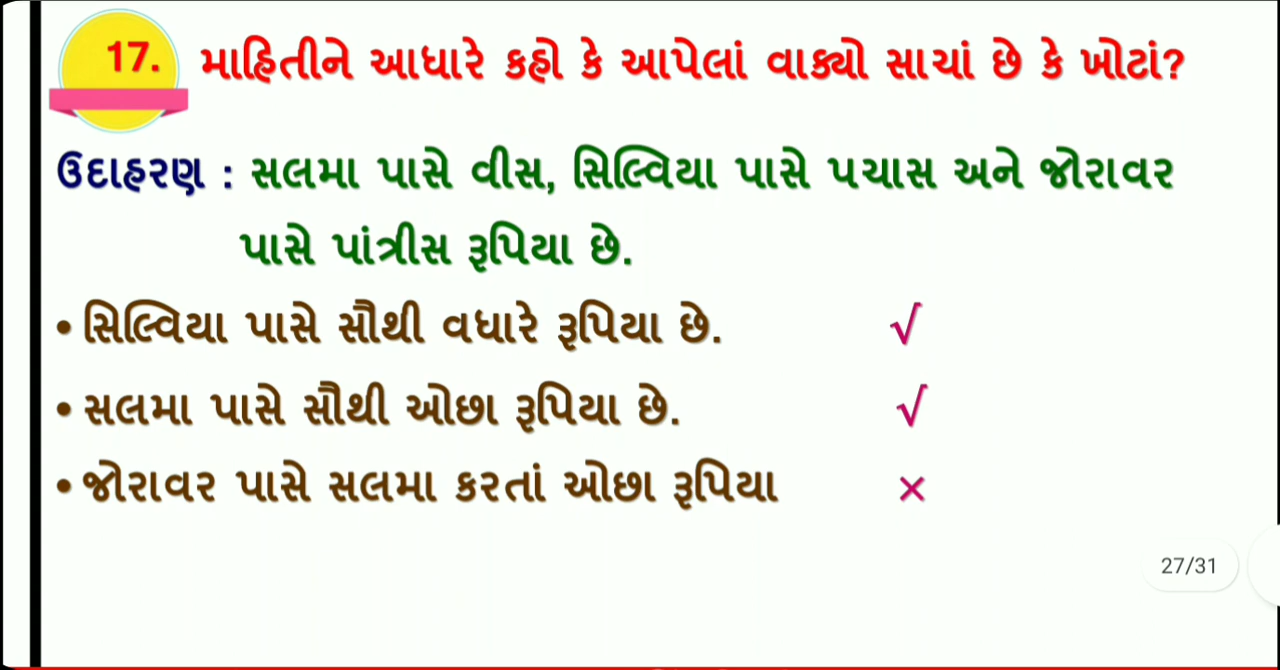 17. માહિતીને આધારે કહો કે આપેલાં વાક્યો સાચાં છે કે ખોટાં?
ઉદાહરણ : સલમા પાસે વીસ, સિલ્વિયા પાસે પચાસ અને જોરાવર
પાસે પાંત્રીસ રૂપિયા છે.
• સિલ્વિયા પાસે સૌથી વધારે રૂપિયા છે. √
• સલમા પાસે સૌથી ઓછા રૂપિયા છે. √
• જોરાવર પાસે સલમા કરતાં ઓછા રૂપિયા ×
27/31